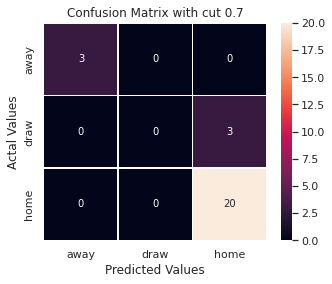 Confusion Matrix with cut 0.7
Actal Values
away
draw
home
3 0 0
0 0 3
0 0 20
away draw home
Predicted Values
20.0
17.5
15.0
12.5
10.0
7.5
5.0
2.5
0.0